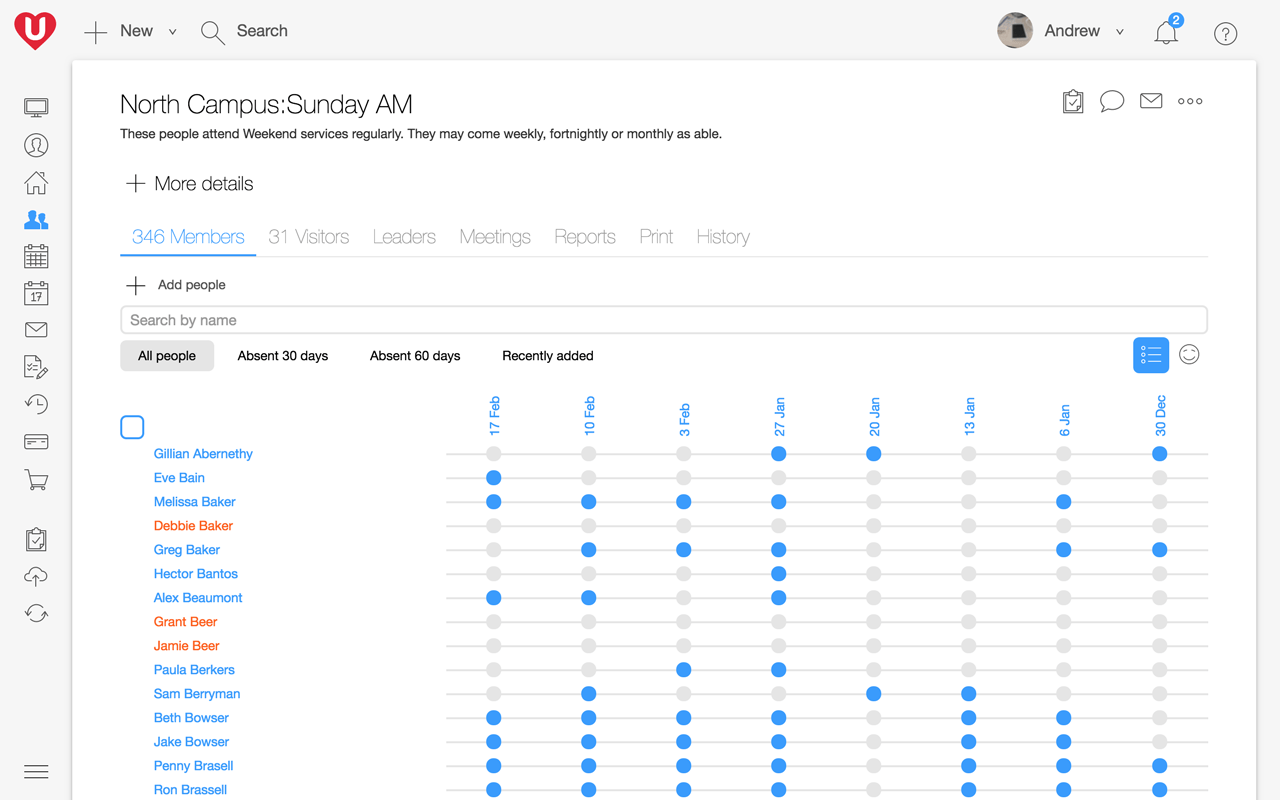 U
New
Search
Andrew
2
North Campus:Sunday AM
These people attend Weekend services regularly. They may come weekly, fortnightly or monthly as able.
More details
346 Members 31 Visitors Leaders Meetings Reports Print History
17
Add people
Search by name
All people Absent 30 days Absent 60 days Recently added
17 Feb 10 Feb 3 Feb 27 Jan 20 Jan 13 Jan 6 Jan 30 Dec
Gillian Abernethy
Eve Bain
Melissa Baker
Debbie Baker
Greg Baker
Hector Bantos
Alex Beaumont
Grant Beer
Jamie Beer
Paula Berkers
Sam Berryman
Beth Bowser
Jake Bowser
Penny Brasell
Ron Brassell